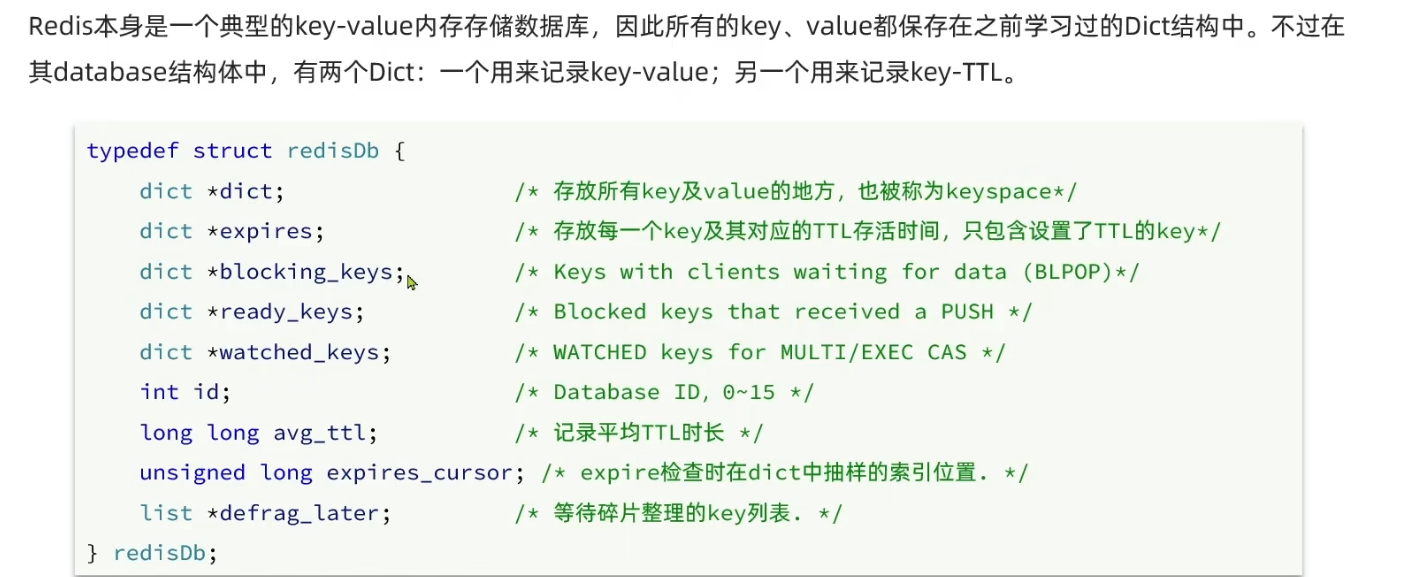 Redis本身是一个典型的key-value内存存储数据库，因此所有的key、value都保存在之前学习过的Dict结构中。不过在
其database结构体中，有两个Dict：一个用来记录key-value；另一个用来记录key-TTL。
typedef struct redisDb {
    dict *dict;                 /* 存放所有key及value的地方，也被称为keyspace*/
    dict *expires;              /* 存放每一个key及其对应的TTL存活时间，只包含设置了TTL的key*/
    dict *blocking_keys;        /* Keys with clients waiting for data (BLPOP)*/
    dict *ready_keys;           /* Blocked keys that received a PUSH */
    dict *watched_keys;         /* WATCHED keys for MULTI/EXEC CAS */
    int id;                     /* Database ID，0~15 */
    long long avg_ttl;          /* 记录平均TTL时长 */
    unsigned long expires_cursor; /* expire检查时在dict中抽样的索引位置. */
    list *defrag_later;         /* 等待碎片整理的key列表. */
} redisDb;